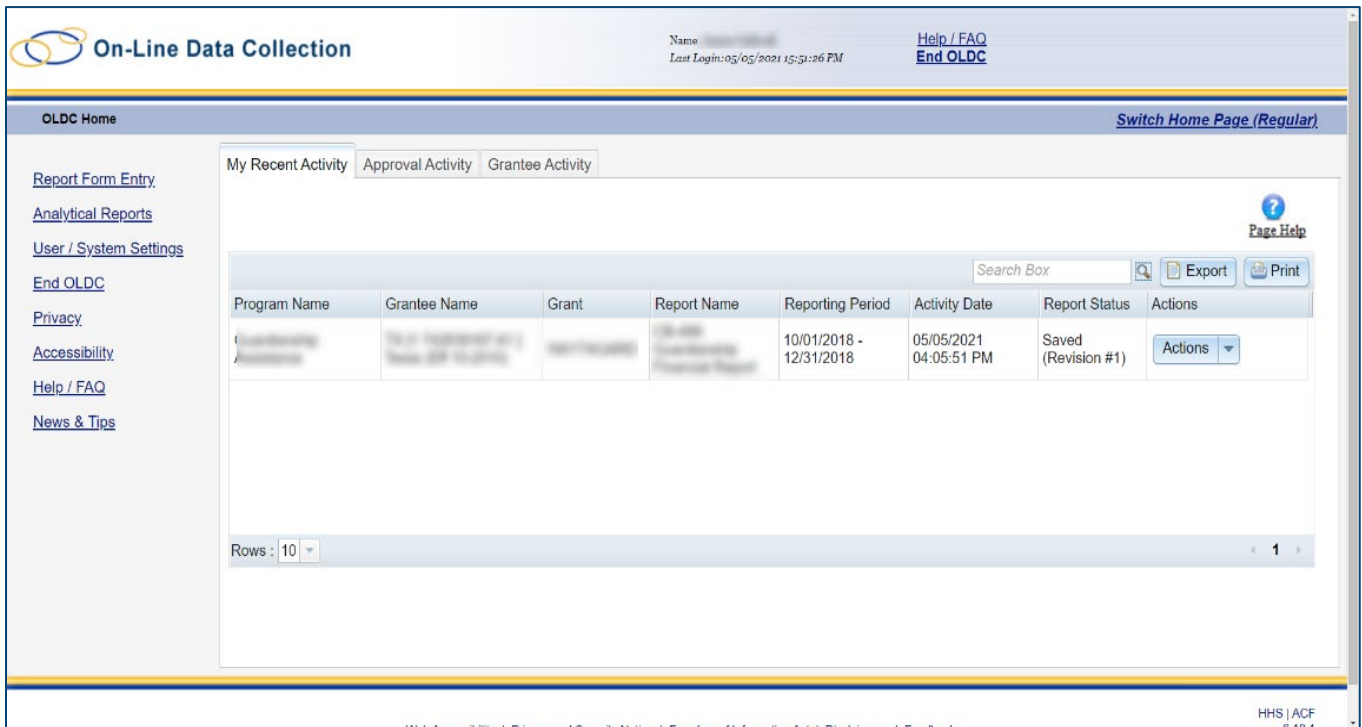 On-Line Data Collection
Name
Last Login:05/05/2021 15:51:26 PM
Help / FAQ
End OLDC
OLDC Home
Switch Home Page (Regular)
Report Form Entry
Analytical Reports
User / System Settings
End OLDC
Privacy
Accessibility
Help / FAQ
News & Tips
My Recent Activity Approval Activity Grantee Activity
Page Help
Search Box Export Print
Program Name Grantee Name Grant Report Name Reporting Period Activity Date Report Status Actions
10/01/2018 - 05/05/2021 Saved
12/31/2018 04:05:51 PM (Revision #1)
Actions
Rows : 10 1
HHS | ACF